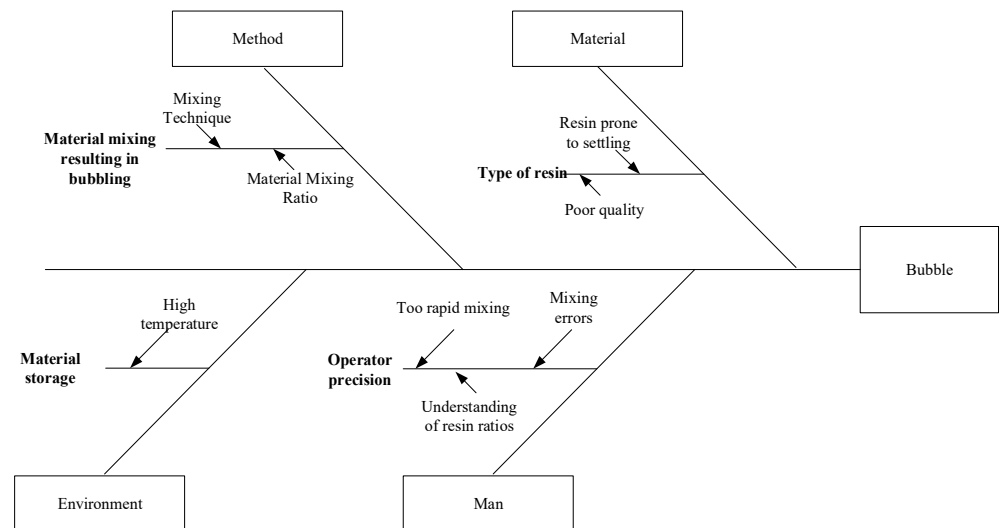 Method
Material
Mixing
Technique
Material mixing
resulting in
bubbling
Material Mixing
Ratio
Resin prone
to settling
Type of resin
Poor quality
Bubble
High
temperature
Material
storage
Too rapid mixing
Mixing
errors
Operator
precision
Understanding
of resin ratios
Environment
Man